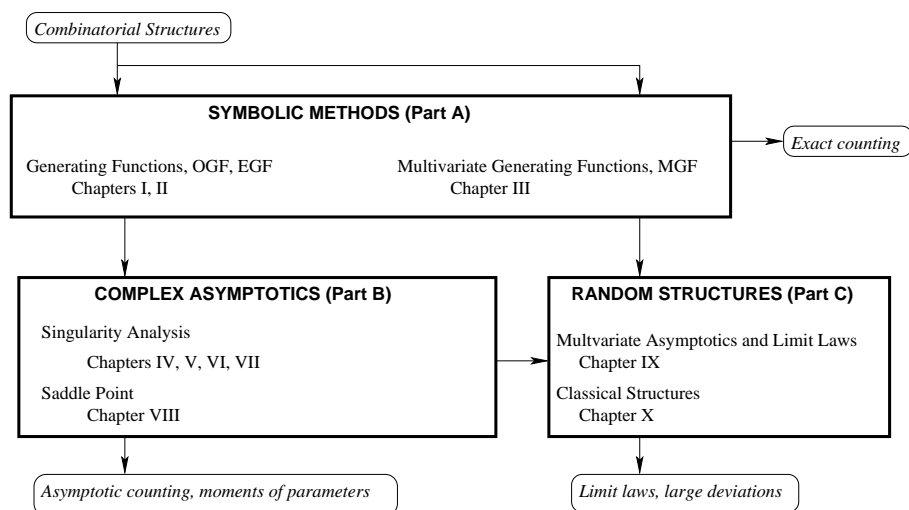 Combinatorial Structures
SYMBOLIC METHODS (Part A)
Generating Functions, OGF, EGF
Chapters I, II
Multivariate Generating Functions, MGF
Chapter III
Exact counting
COMPLEX ASYMPTOTICS (Part B)
Singularity Analysis
Chapters IV, V, VI, VII
Saddle Point
Chapter VIII
RANDOM STRUCTURES (Part C)
Multvariate Asymptotics and Limit Laws
Chapter IX
Classical Structures
Chapter X
Asymptotic counting, moments of parameters
Limit laws, large deviations